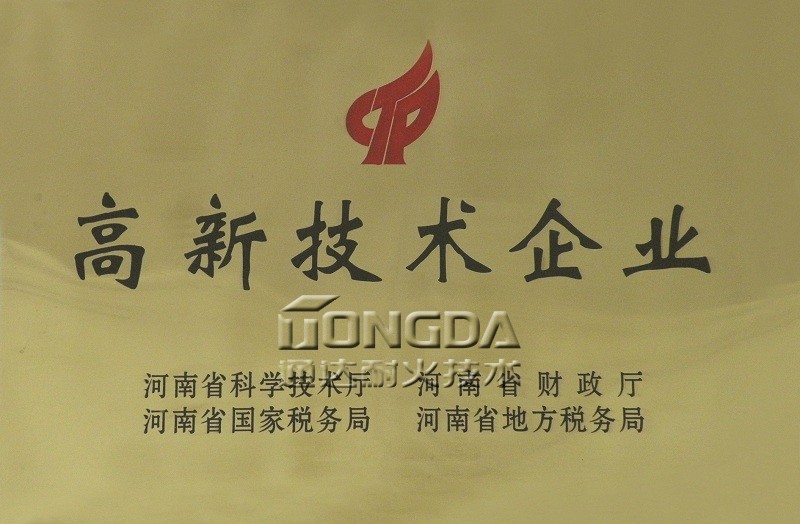 高新技术企业
TONGDA
通达耐火技术
河南省科学技术厅 河南省财政厅
河南省国家税务局 河南省地方税务局